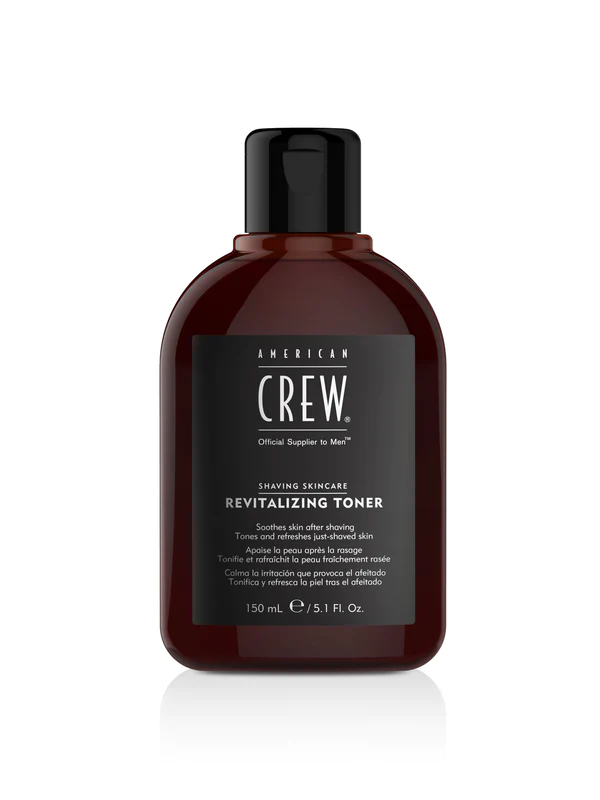 AMERICAN
CREW®
Official Supplier to Men™
SHAVING SKINCARE
REVITALIZING TONER
Soothes skin after shaving
Tones and refreshes just-shaved skin
Apaise la peau après la rasage
Tonifie et rafraîchit la peau fraîchement rasée
Calma la irritación que provoca el afeitado
Tonifica y refresca la piel tras el afeitado
150 mL ℮ / 5.1 Fl. Oz.